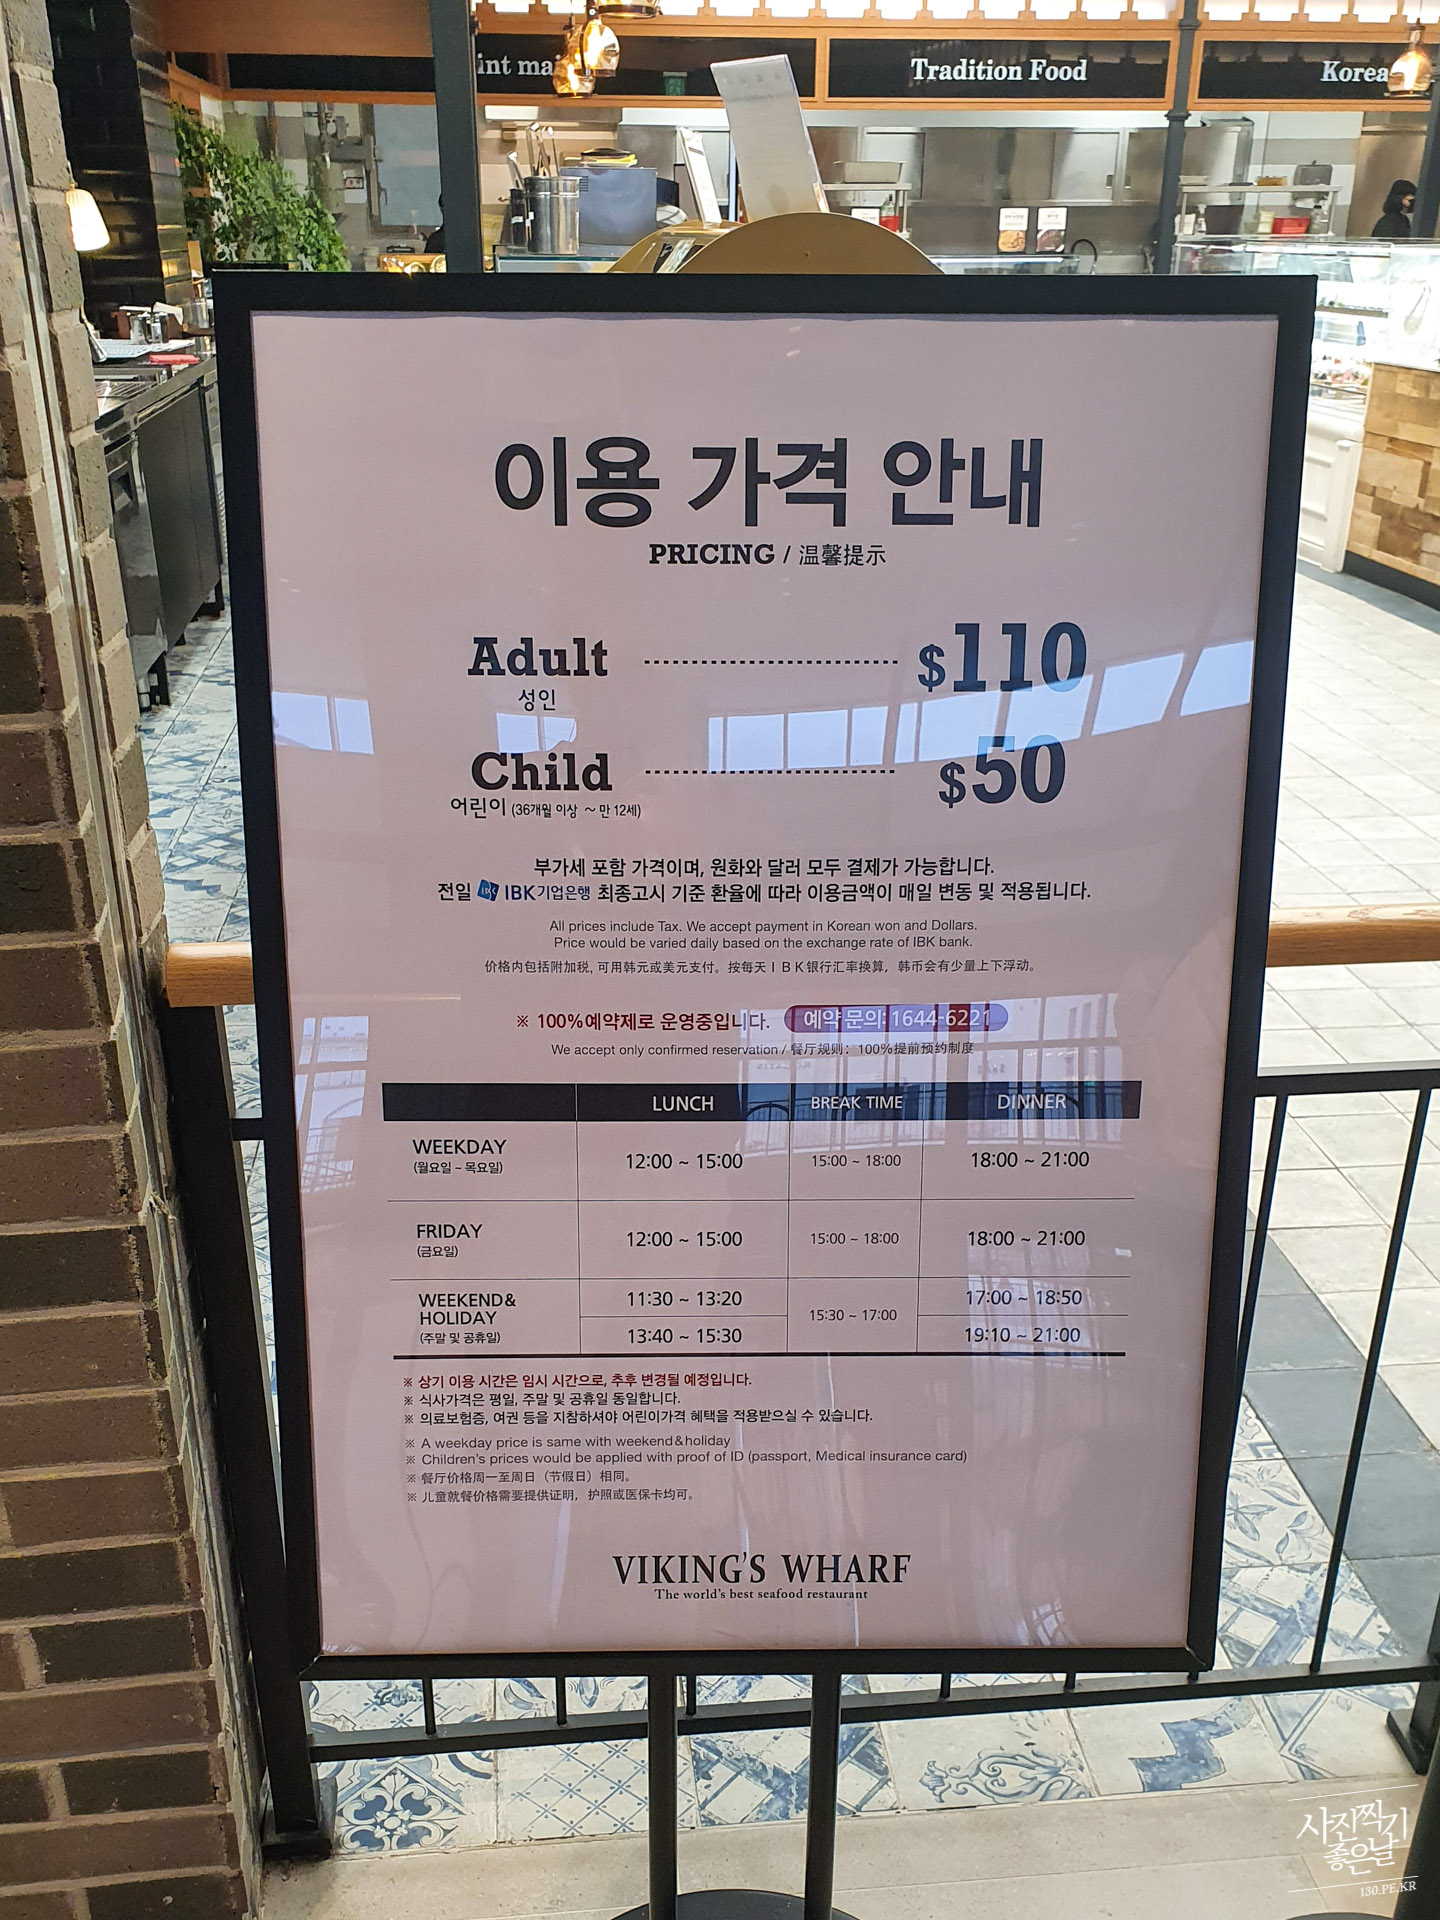 int ma
Tradition Food
Korea
이용 가격 안내
PRICING / 温馨提示
Adult $110
성인
Child $50
어린이 (36개월 이상 ~ 만 12세)
부가세 포함 가격이며, 원화와 달러 모두 결제가 가능합니다.
전일 IBK기업은행 최종고시 기준 환율에 따라 이용금액이 매일 변동 및 적용됩니다.
All prices include Tax. We accept payment in Korean won and Dollars.
Price would be varied daily based on the exchange rate of IBK bank.
价格内包括附加税, 可用韩元或美元支付。按每天IBK银行汇率换算，韩币会有少量上下浮动。
※ 100%예약제로 운영중입니다. 예약 문의: 1644-6221
We accept only confirmed reservation / 餐厅规则：100%提前预约制度
LUNCH BREAK TIME DINNER
WEEKDAY
(월요일 ~ 목요일)
12:00 ~ 15:00 15:00 ~ 18:00 18:00 ~ 21:00
FRIDAY
(금요일)
12:00 ~ 15:00 15:00 ~ 18:00 18:00 ~ 21:00
WEEKEND&
HOLIDAY
(주말 및 공휴일)
11:30 ~ 13:20 15:30 ~ 17:00 17:00 ~ 18:50
13:40 ~ 15:30 19:10 ~ 21:00
※ 상기 이용 시간은 임시 시간으로, 추후 변경될 예정입니다.
※ 식사가격은 평일, 주말 및 공휴일 동일합니다.
※ 의료보험증, 여권 등을 지참하셔야 어린이가격 혜택을 적용받으실 수 있습니다.
※ A weekday price is same with weekend&holiday
※ Children's prices would be applied with proof of ID (passport, Medical insurance card)
※ 餐厅价格周一至周日（节假日）相同。
※ 儿童就餐价格需要提供证明，护照或医保卡均可。
VIKING'S WHARF
The world's best seafood restaurant
사진찍기
좋은날
130.PE.KR